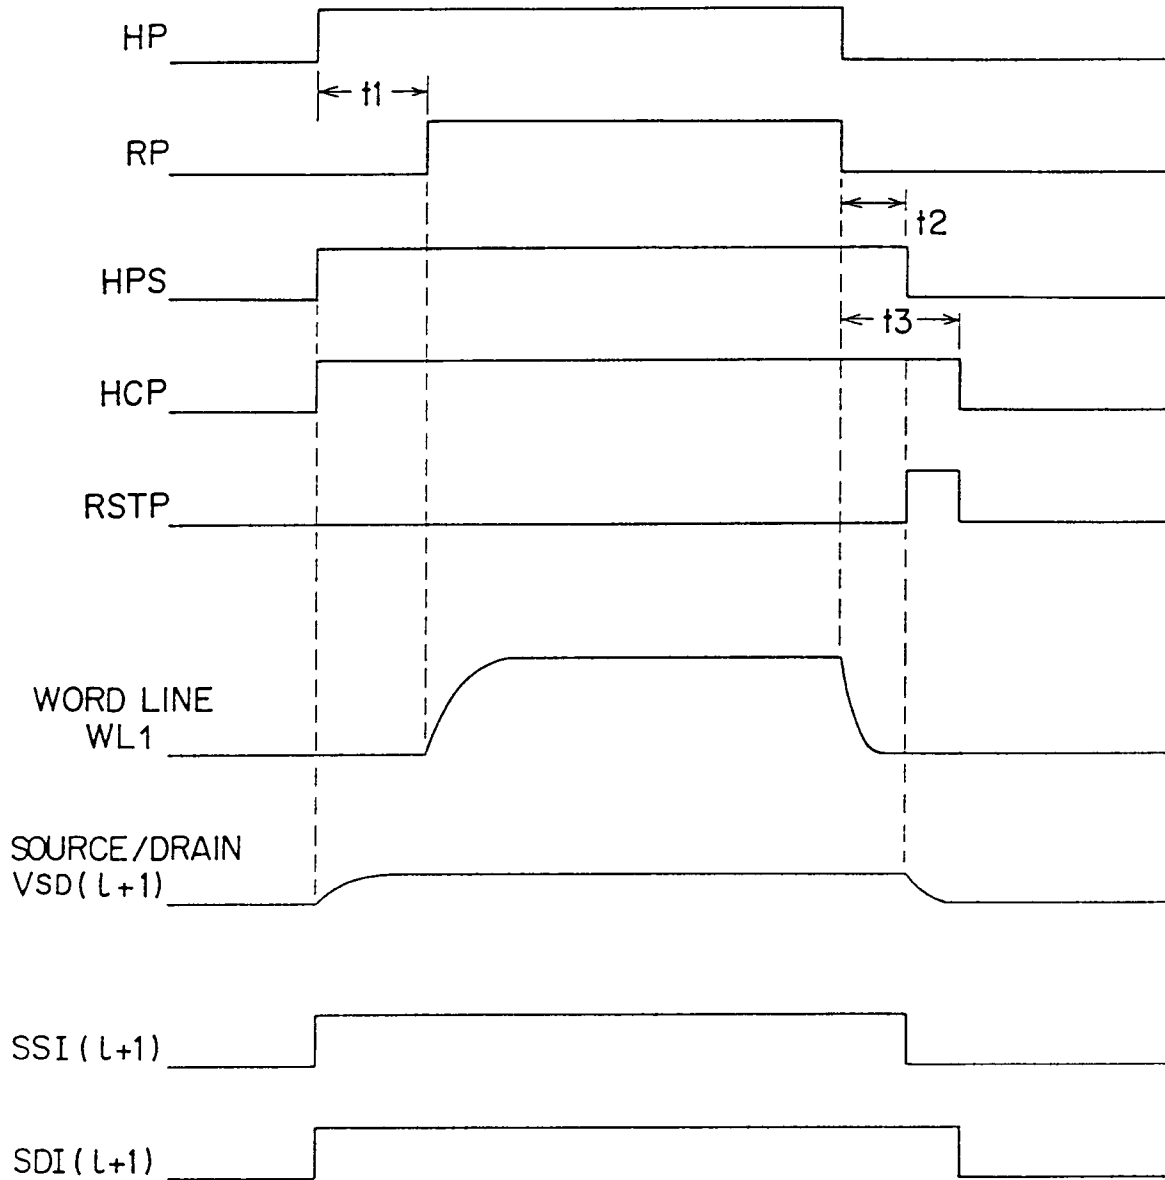 HP
t1
RP
t2
HPS
t3
HCP
RSTP
WORD LINE
WL1
SOURCE/DRAIN
VSD(l+1)
SSI(l+1)
SDI(l+1)